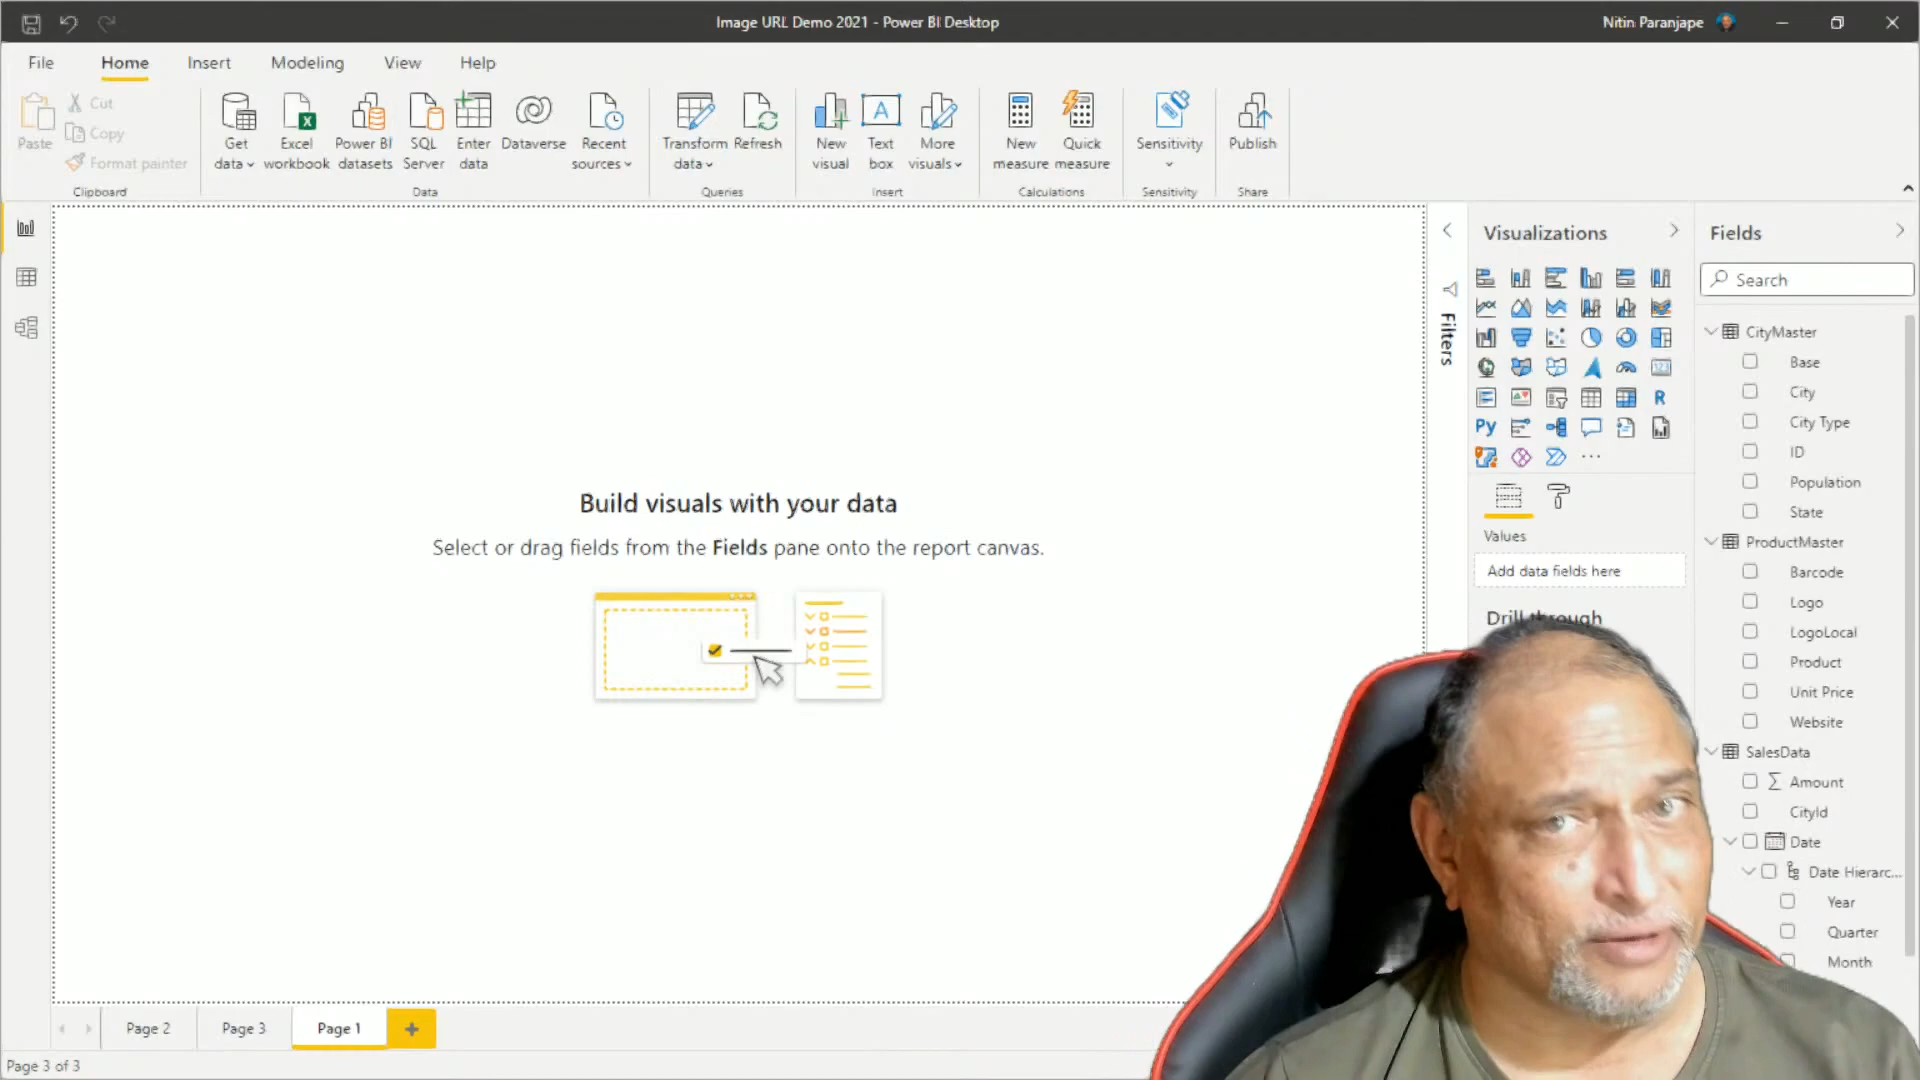 Image URL Demo 2021 - Power BI Desktop
Nitin Paranjape
File Home Insert Modeling View Help
Paste
Cut
Copy
Format painter
Clipboard
Get data
Excel workbook
Power BI datasets
SQL Server
Enter data
Dataverse
Recent sources
Data
Transform data
Refresh
Queries
New visual
Text box
More visuals
Insert
New measure
Quick measure
Calculations
Sensitivity
Sensitivity
Publish
Share
Build visuals with your data
Select or drag fields from the Fields pane onto the report canvas.
Filters
Visualizations
R
Py
Values
Add data fields here
Drill through
Fields
Search
CityMaster
Base
City
City Type
ID
Population
State
ProductMaster
Barcode
Logo
LogoLocal
Product
Unit Price
Website
SalesData
Amount
CityId
Date
Date Hierarc...
Year
Quarter
Month
Page 2 Page 3 Page 1
Page 3 of 3